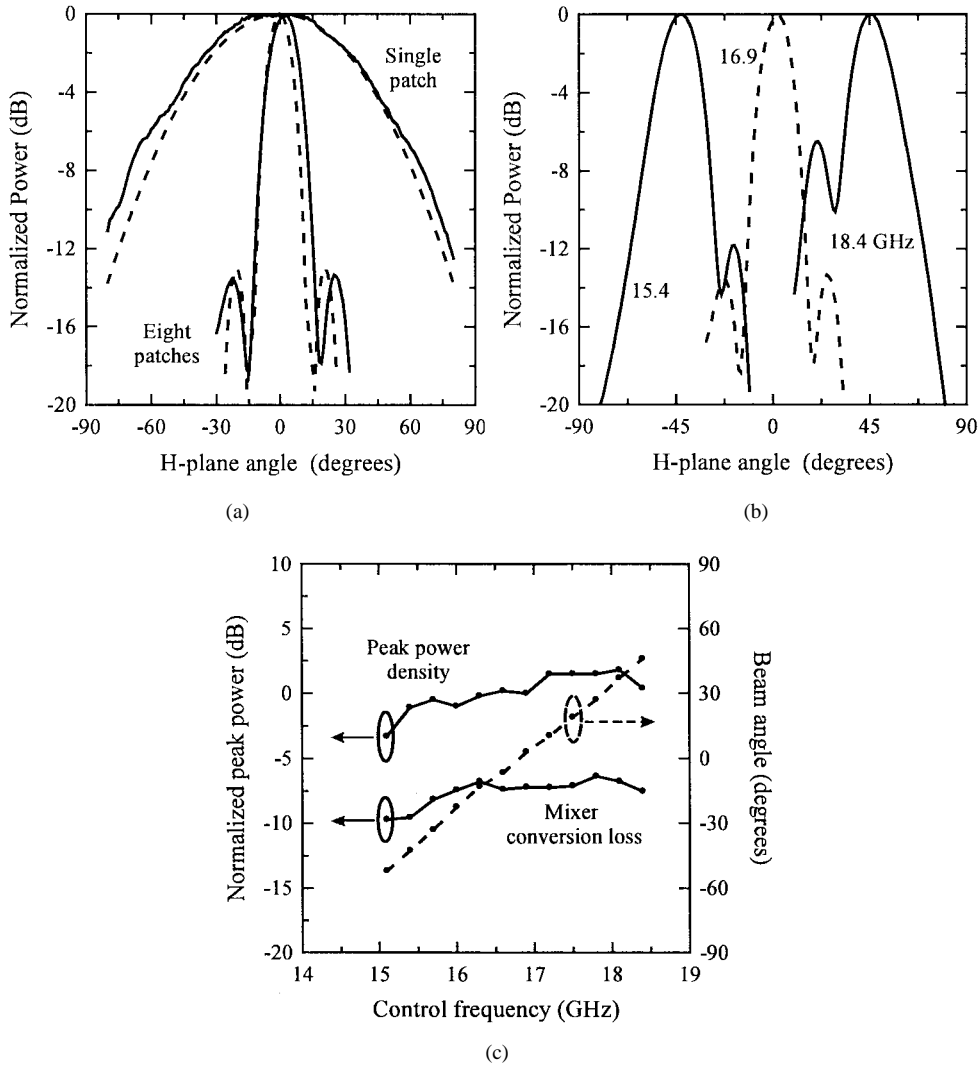 0
-4
-8
-12
-16
-20
Normalized Power (dB)
Single
patch
Eight
patches
-90
-60
-30
0
30
60
90
H-plane angle (degrees)
(a)
0
-4
-8
-12
-16
-20
Normalized Power (dB)
16.9
18.4 GHz
15.4
-90
-45
0
45
90
H-plane angle (degrees)
(b)
10
5
0
-5
-10
-15
-20
Normalized peak power (dB)
Peak power
density
Mixer
conversion loss
90
60
30
0
-30
-60
-90
Beam angle (degrees)
14
15
16
17
18
19
Control frequency (GHz)
(c)